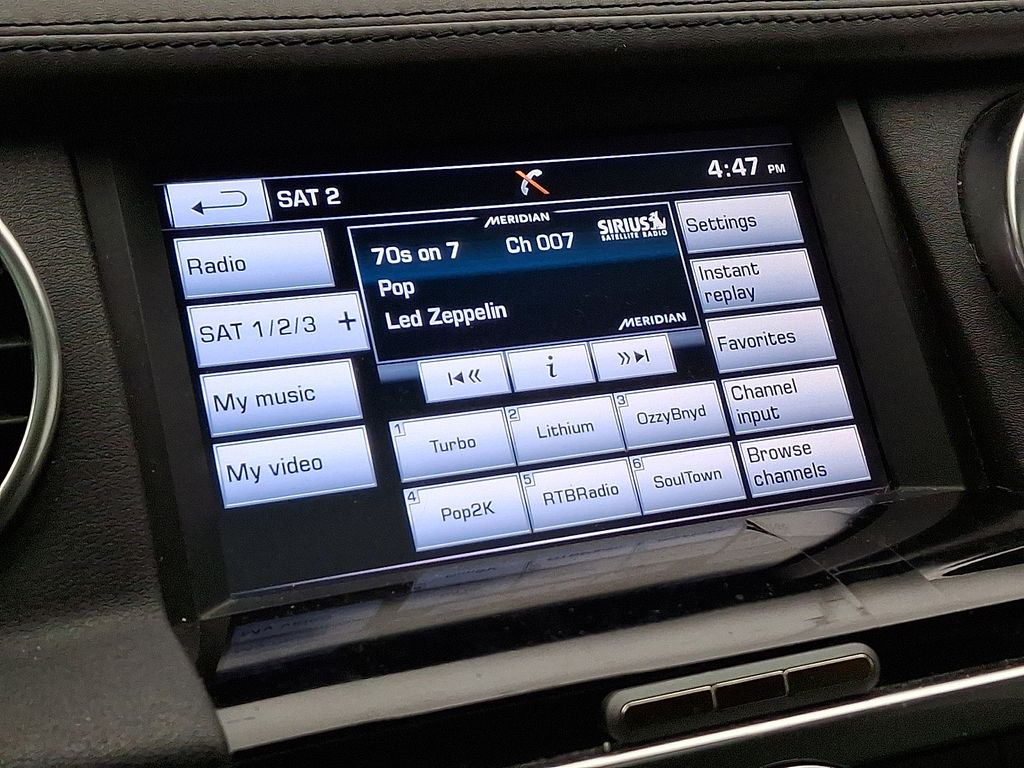 SAT 2
4:47 PM
Radio
SAT 1/2/3 +
My music
My video
MERIDIAN
SIRIUS
SATELLITE RADIO
70s on 7 Ch 007
Pop
Led Zeppelin
MERIDIAN
i
1 Turbo
2 Lithium
3 OzzyBnyd
4 Pop2K
5 RTBRadio
6 SoulTown
Settings
Instant
replay
Favorites
Channel
input
Browse
channels